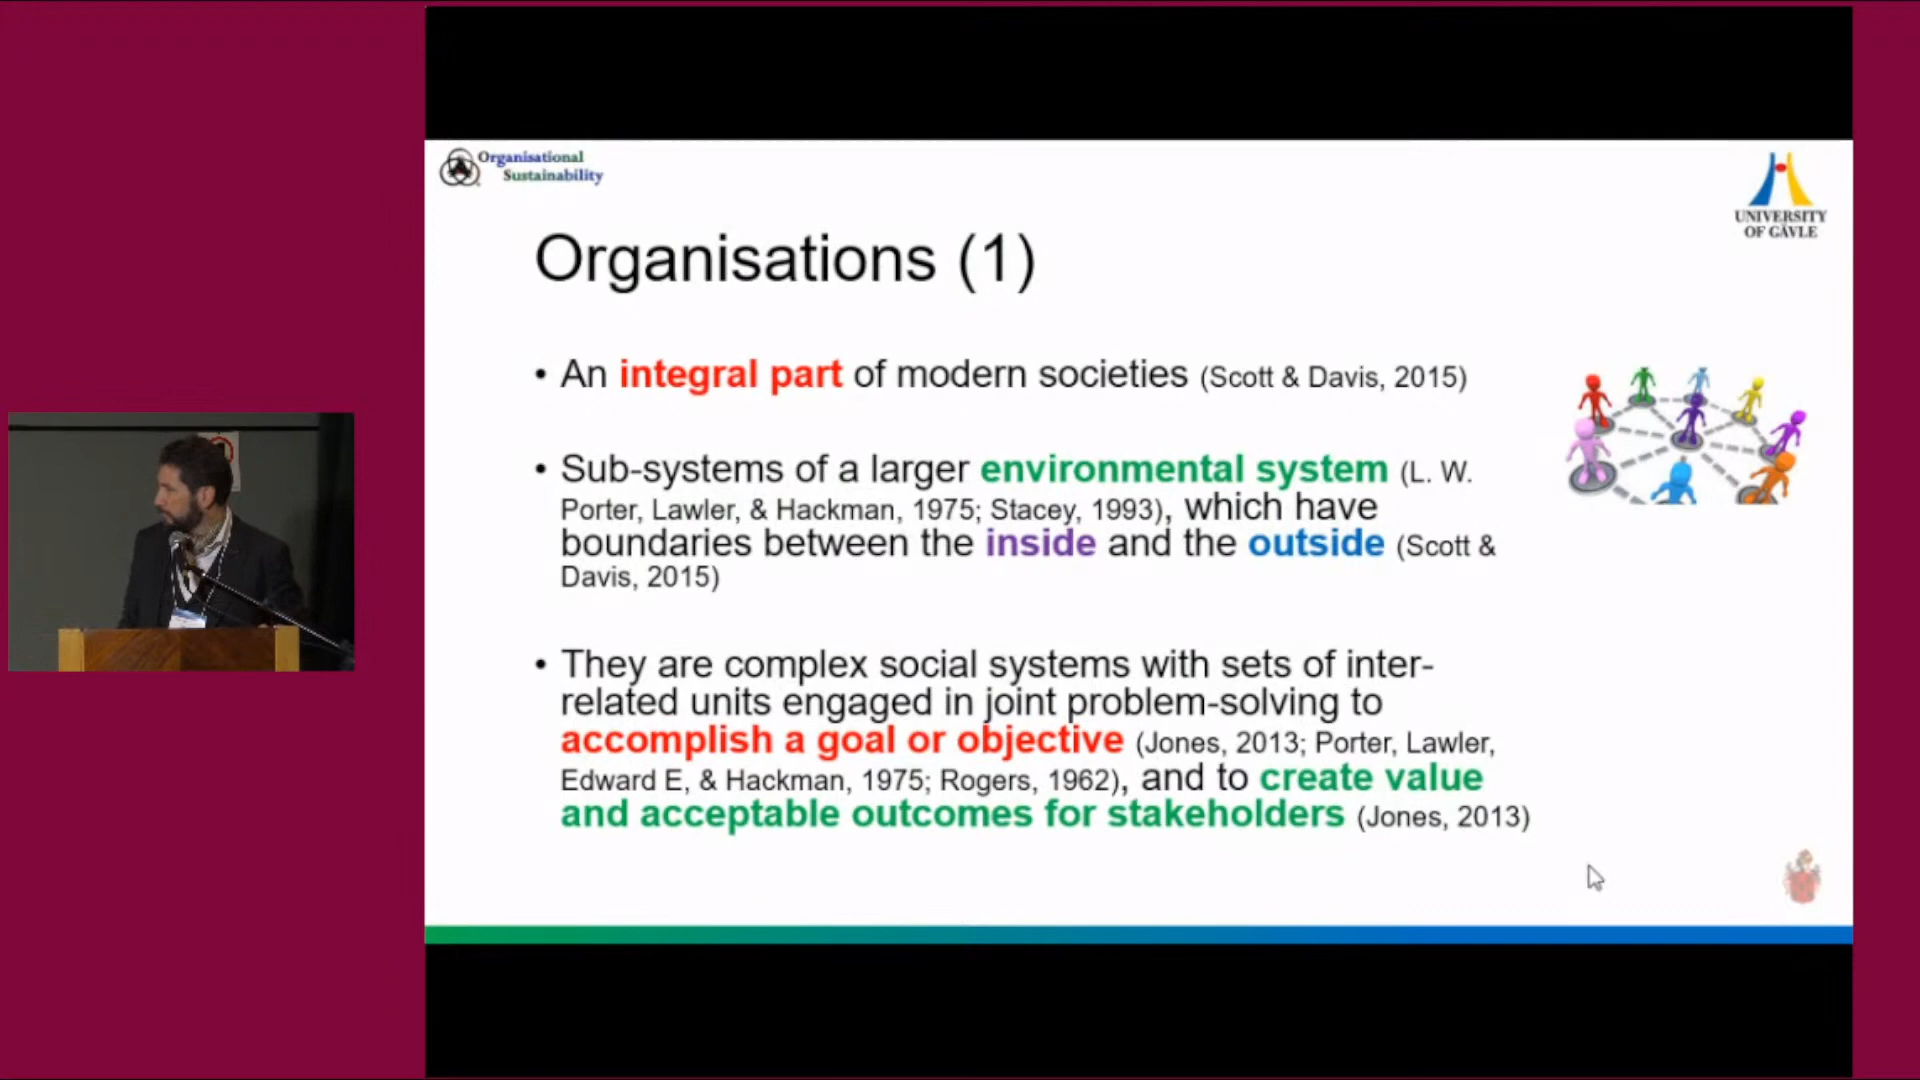 Organisational
Sustainability
UNIVERSITY
OF GÄVLE
Organisations (1)
• An integral part of modern societies (Scott & Davis, 2015)
• Sub-systems of a larger environmental system (L. W.
Porter, Lawler, & Hackman, 1975; Stacey, 1993), which have
boundaries between the inside and the outside (Scott &
Davis, 2015)
• They are complex social systems with sets of inter-
related units engaged in joint problem-solving to
accomplish a goal or objective (Jones, 2013; Porter, Lawler,
Edward E, & Hackman, 1975; Rogers, 1962), and to create value
and acceptable outcomes for stakeholders (Jones, 2013)